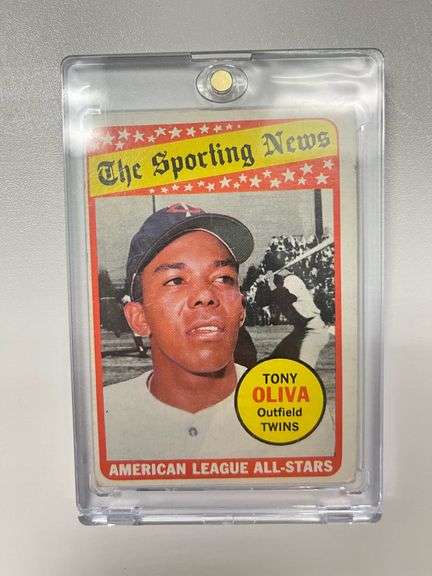 The Sporting News
TONY
OLIVA
Outfield
TWINS
AMERICAN LEAGUE ALL-STARS